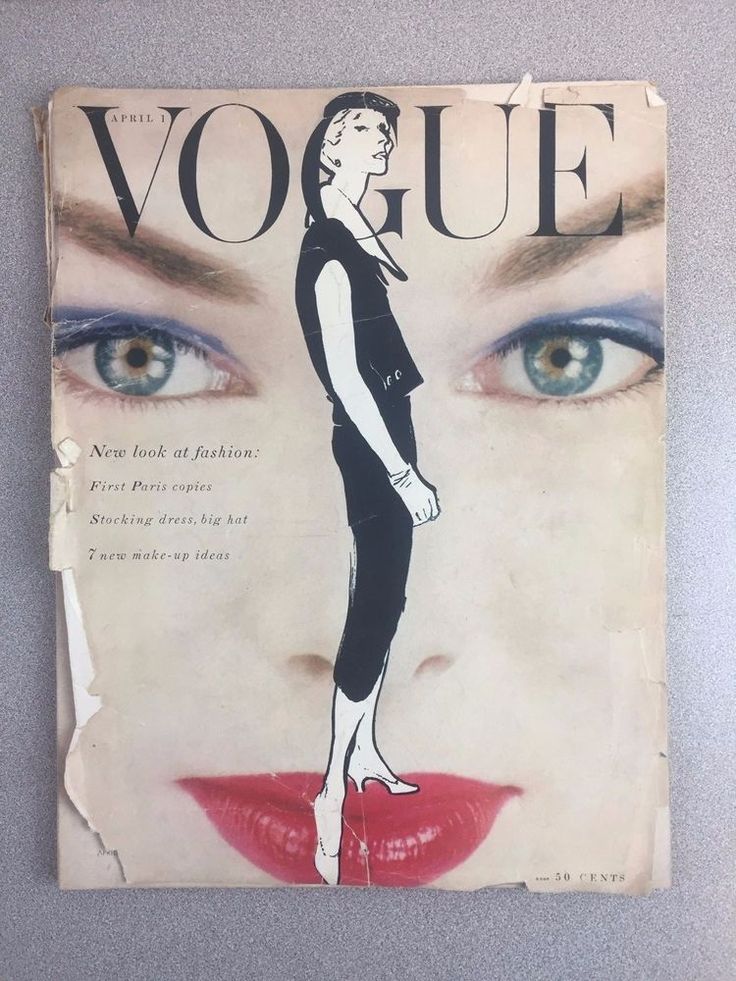 VOGUE
APRIL 1
New look at fashion:
First Paris copies
Stocking dress, big hat
7 new make-up ideas
50 CENTS